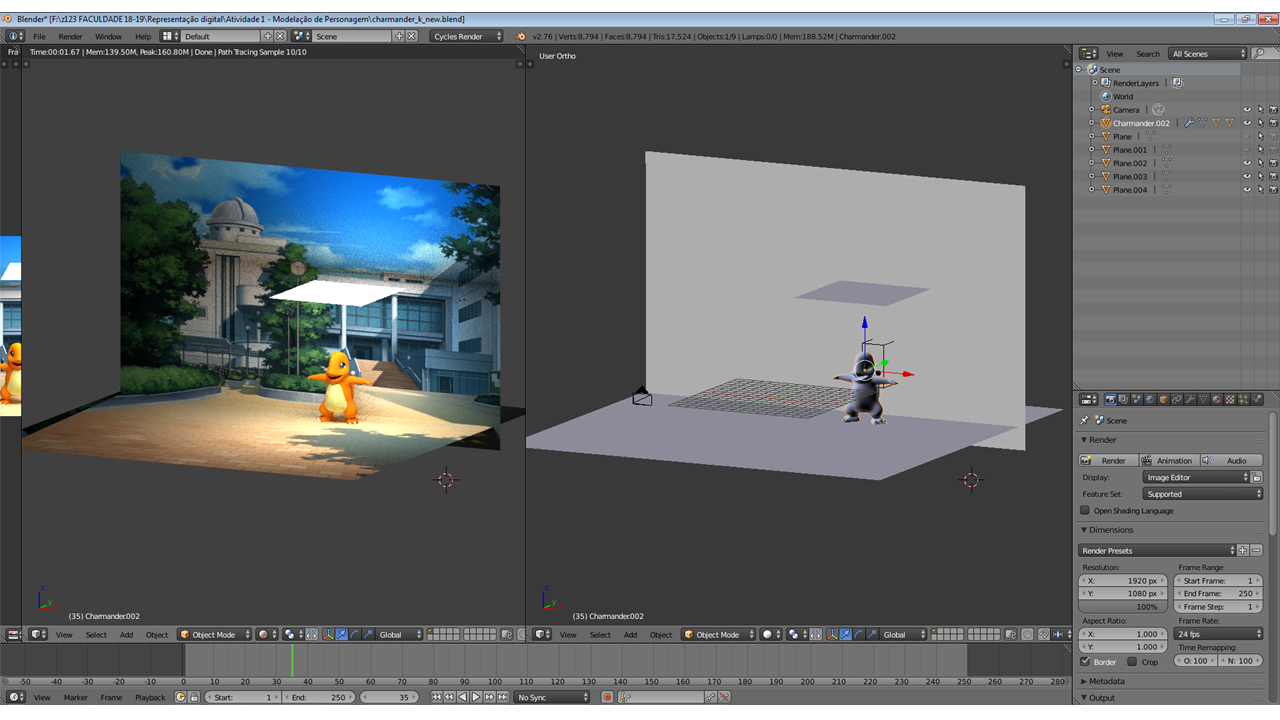 Blender* [F:\z123 FACULDADE 18-19\Representação digital\Atividade 1 - Modelação de Personagem\charmander_k_new.blend]
File Render Window Help Default Scene Cycles Render v2.76 | Verts:8,794 | Faces:8,794 | Tris:17,524 | Objects:1/9 | Lamps:0/0 | Mem:188.52M | Charmander.002
Fra Time:00:01.67 | Mem:139.50M, Peak:160.80M | Done | Path Tracing Sample 10/10
User Ortho
View Search All Scenes
Scene
RenderLayers
World
Camera
Charmander.002
Plane
Plane.001
Plane.002
Plane.003
Plane.004
Scene
Render
Render Animation Audio
Display: Image Editor
Feature Set: Supported
Open Shading Language
Dimensions
Render Presets
Resolution: Frame Range:
X: 1920 px Start Frame: 1
Y: 1080 px End Frame: 250
100% Frame Step: 1
Aspect Ratio: Frame Rate:
X: 1.000 24 fps
Y: 1.000 Time Remapping:
Border Crop O: 100 N: 100
Metadata
Output
(35) Charmander.002
(35) Charmander.002
View Select Add Object Object Mode Global
View Select Add Object Object Mode Global
-50 -40 -30 -20 -10 0 10 20 30 40 50 60 70 80 90 100 110 120 130 140 150 160 170 180 190 200 210 220 230 240 250 260 270 280
View Marker Frame Playback Start: 1 End: 250 35 No Sync